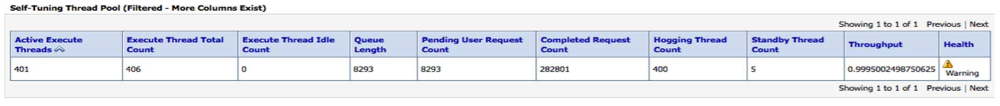 Self-Tuning Thread Pool (Filtered - More Columns Exist)
Showing 1 to 1 of 1 Previous | Next
Active Execute Threads Execute Thread Total Count Execute Thread Idle Count Queue Length Pending User Request Count Completed Request Count Hogging Thread Count Standby Thread Count Throughput Health
401 406 0 8293 8293 282801 400 5 0.9995002498750625 Warning
Showing 1 to 1 of 1 Previous | Next